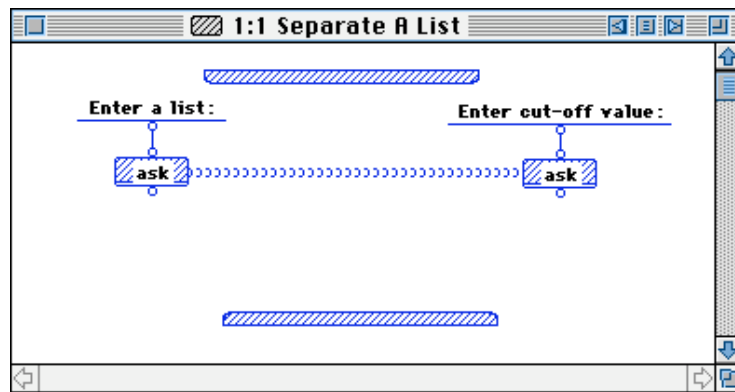 1:1 Separate A List
Enter a list:
Enter cut-off value:
ask
ask